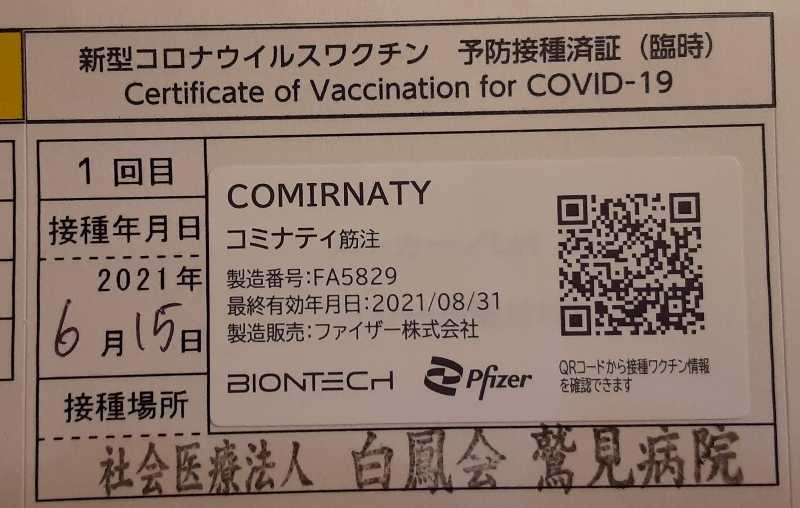 新型コロナウイルスワクチン 予防接種済証（臨時）
Certificate of Vaccination for COVID-19
1回目
接種年月日
2021年
6月15日
接種場所
COMIRNATY
コミナティ筋注
製造番号:FA5829
最終有効年月日:2021/08/31
製造販売:ファイザー株式会社
BIONTECH Pfizer
QRコードから接種ワクチン情報
を確認できます
社会医療法人 白鳳会 鷲見病院